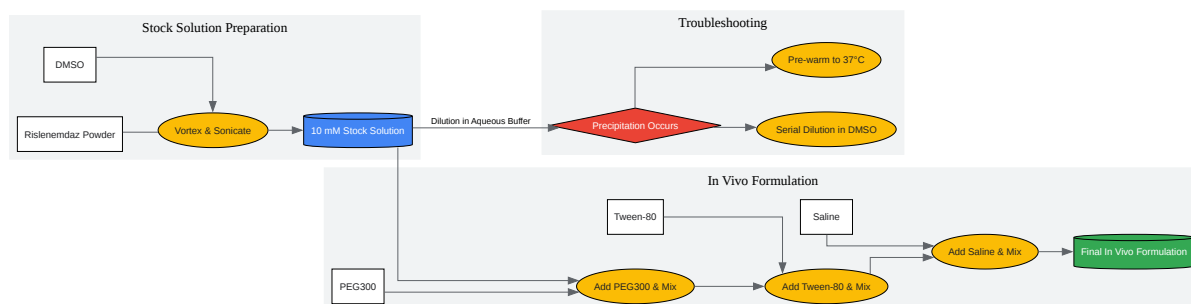 Stock Solution Preparation
DMSO
Rislenemdaz Powder
Vortex & Sonicate
10 mM Stock Solution
Dilution in Aqueous Buffer
Troubleshooting
Pre-warm to 37°C
Precipitation Occurs
Serial Dilution in DMSO
In Vivo Formulation
Tween-80
Saline
PEG300
Add PEG300 & Mix
Add Tween-80 & Mix
Add Saline & Mix
Final In Vivo Formulation